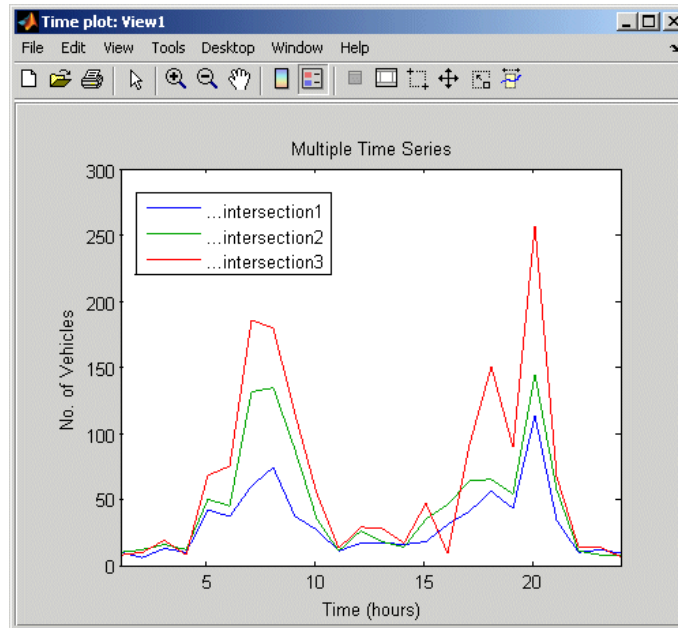 Time plot: View1
File Edit View Tools Desktop Window Help
Multiple Time Series
300
250
200
150
100
50
0
...intersection1
...intersection2
...intersection3
No. of Vehicles
5 10 15 20
Time (hours)